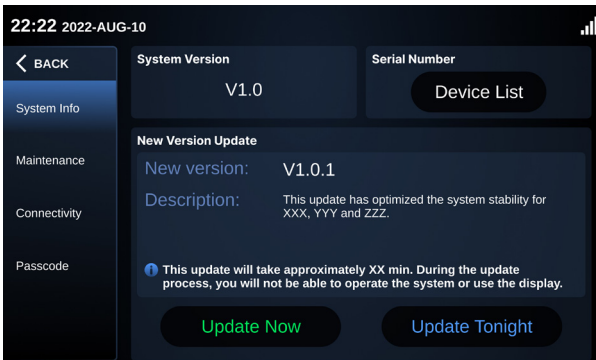 22:22 2022-AUG-10
BACK
System Info
Maintenance
Connectivity
Passcode
System Version
V1.0
Serial Number
Device List
New Version Update
New version: V1.0.1
Description: This update has optimized the system stability for
XXX, YYY and ZZZ.
This update will take approximately XX min. During the update
process, you will not be able to operate the system or use the display.
Update Now
Update Tonight